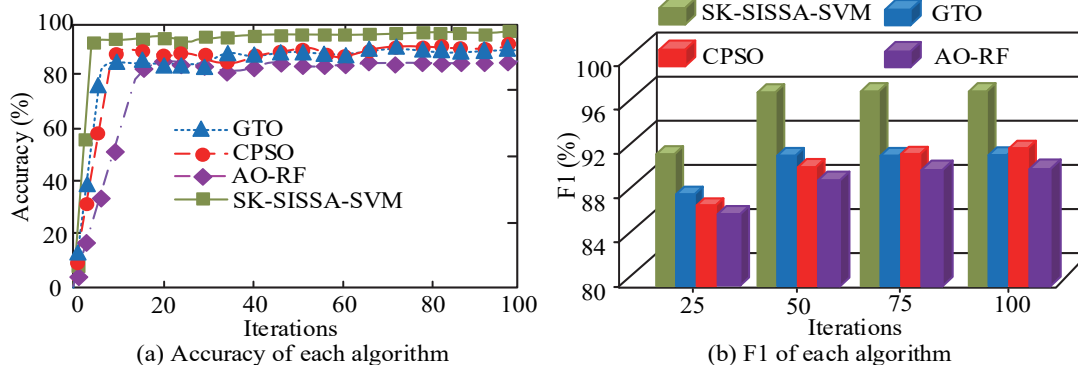 100
80
60
40
20
0
Accuracy (%)
GTO
CPSO
AO-RF
SK-SISSA-SVM
0
20
40
60
80
100
Iterations
(a) Accuracy of each algorithm
SK-SISSA-SVM
GTO
CPSO
AO-RF
100
96
92
88
84
80
F1 (%)
25
50
75
100
Iterations
(b) F1 of each algorithm